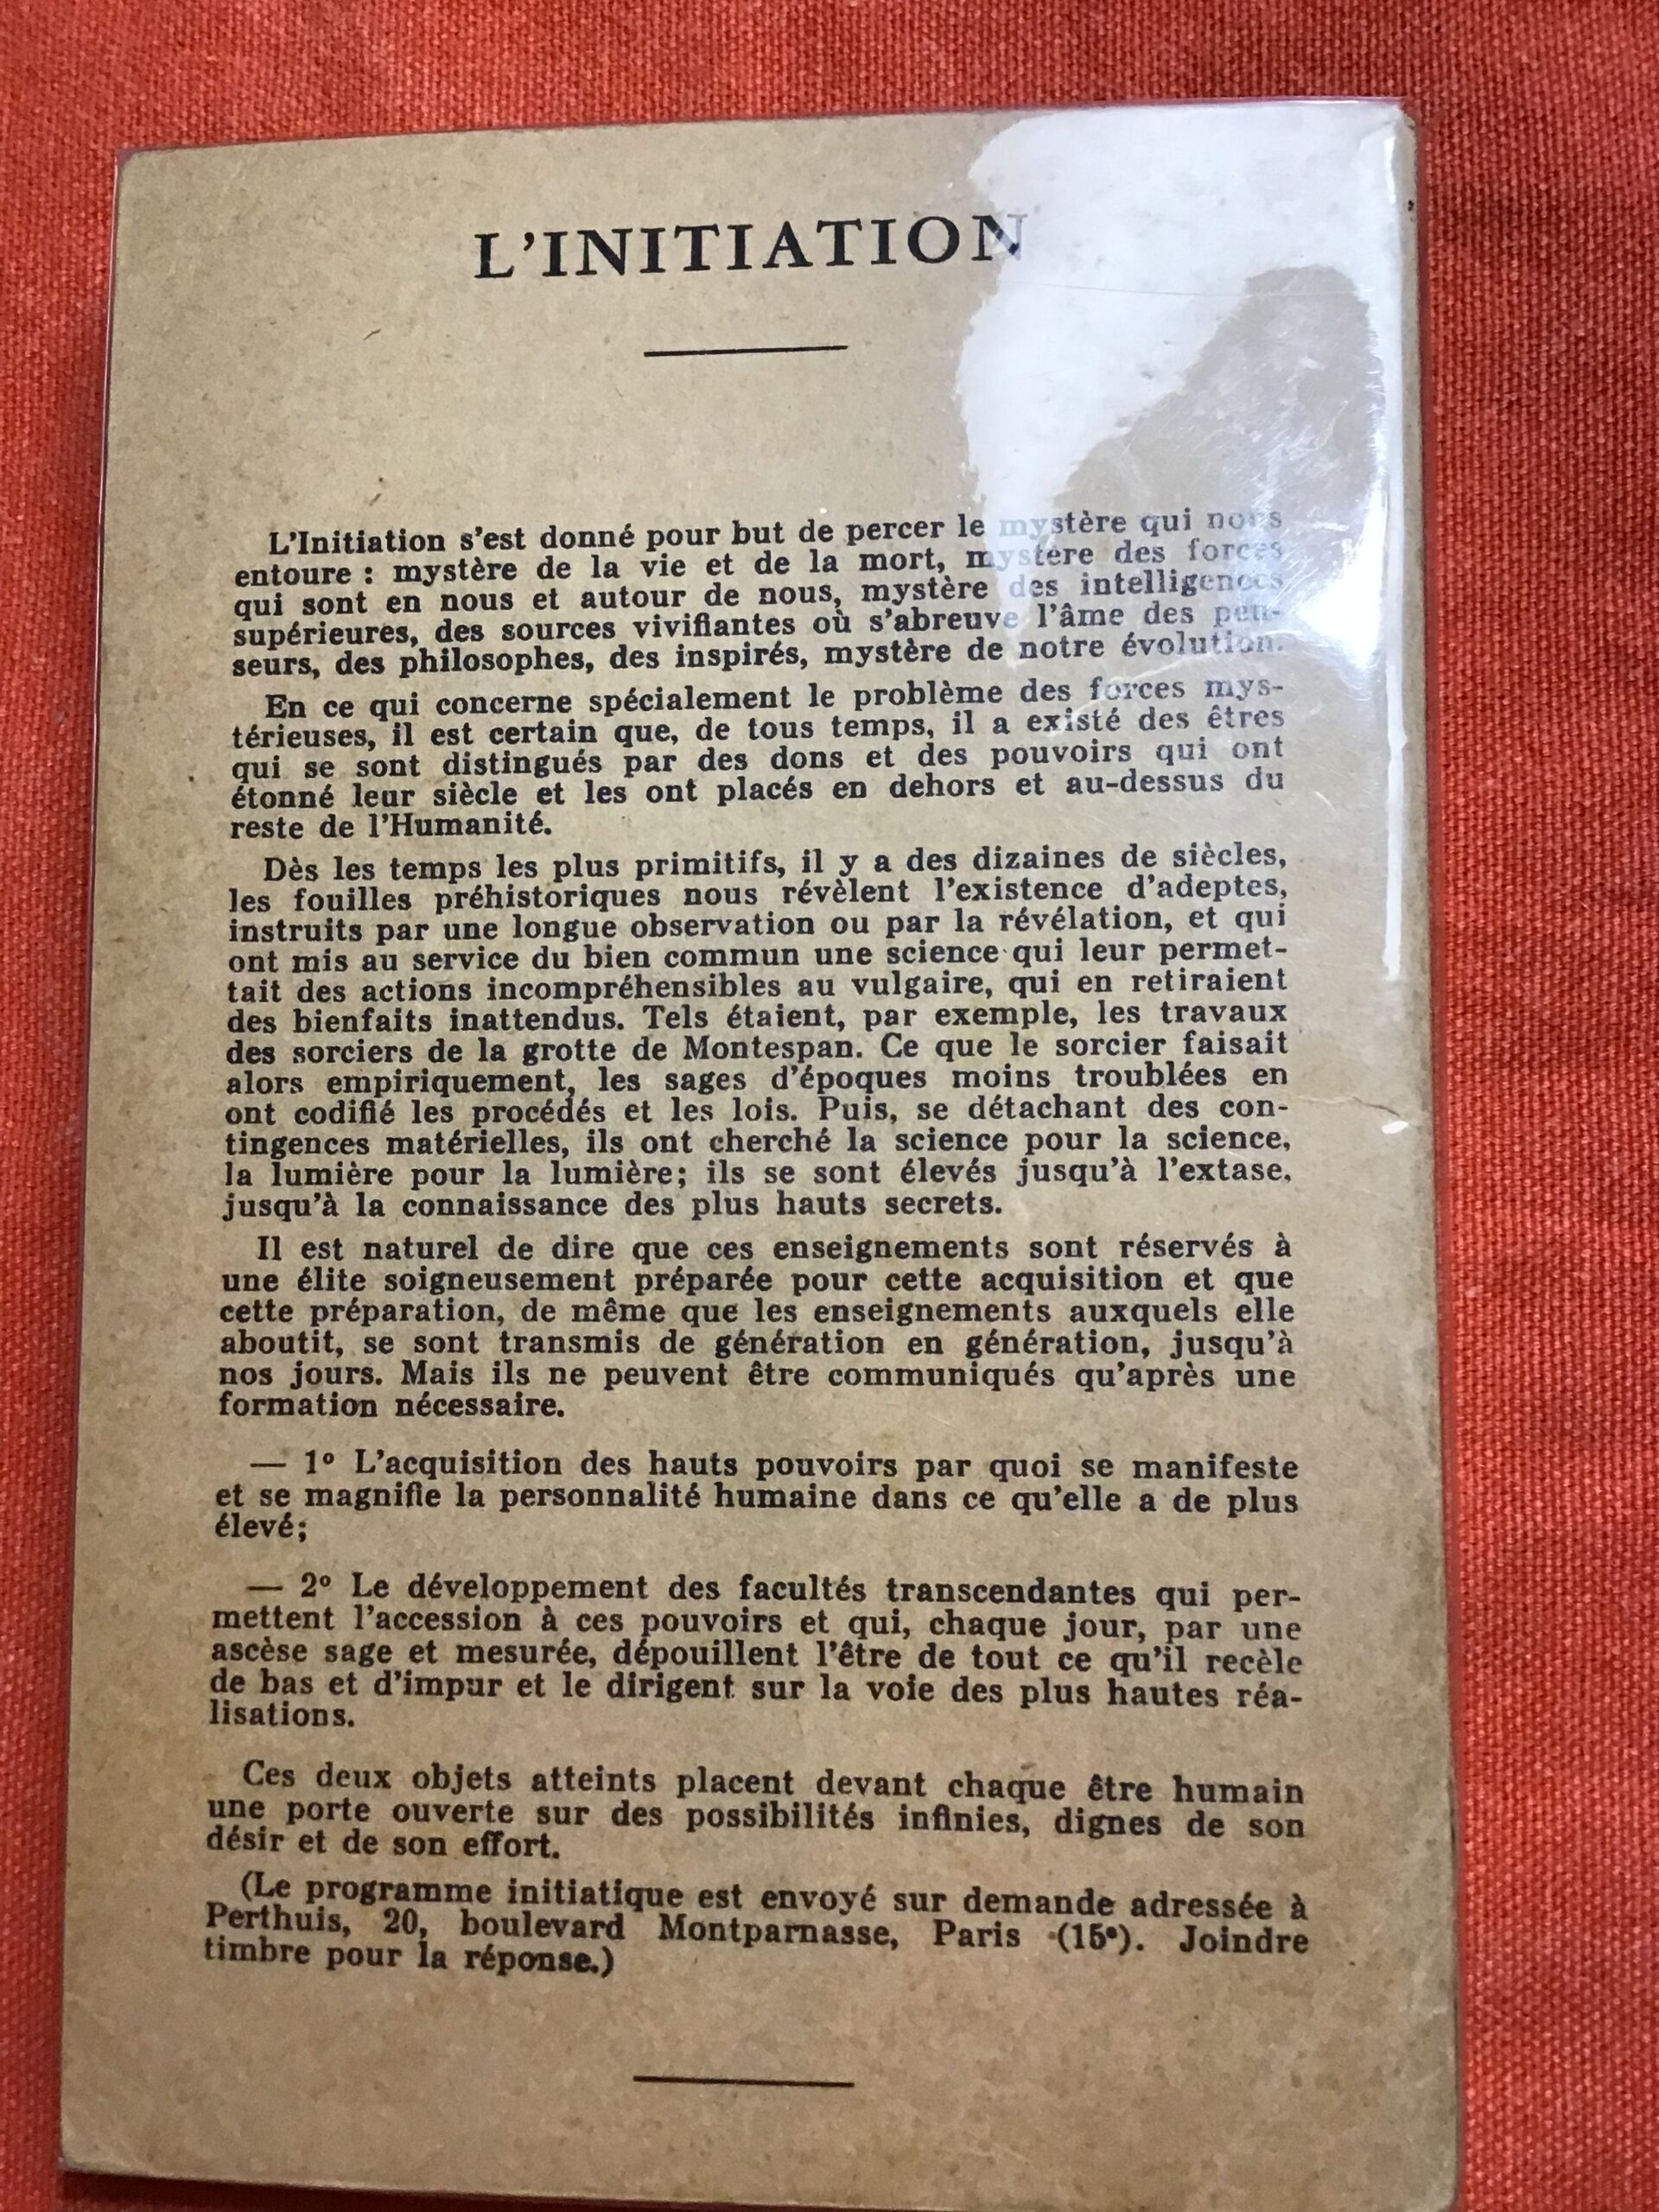 L'INITIATION
L'Initiation s'est donné pour but de percer le mystère qui nous
entoure : mystère de la vie et de la mort, mystère des forces
qui sont en nous et autour de nous, mystère des intelligences
supérieures, des sources vivifiantes où s'abreuve l'âme des pen-
seurs, des philosophes, des inspirés, mystère de notre évolution.
En ce qui concerne spécialement le problème des forces mys-
térieuses, il est certain que, de tous temps, il a existé des êtres
qui se sont distingués par des dons et des pouvoirs qui ont
étonné leur siècle et les ont placés en dehors et au-dessus du
reste de l'Humanité.
Dès les temps les plus primitifs, il y a des dizaines de siècles,
les fouilles préhistoriques nous révèlent l'existence d'adeptes,
instruits par une longue observation ou par la révélation, et qui
ont mis au service du bien commun une science qui leur permet-
tait des actions incompréhensibles au vulgaire, qui en retiraient
des bienfaits inattendus. Tels étaient, par exemple, les travaux
des sorciers de la grotte de Montespan. Ce que le sorcier faisait
alors empiriquement, les sages d'époques moins troublées en
ont codifié les procédés et les lois. Puis, se détachant des con-
tingences matérielles, ils ont cherché la science pour la science,
la lumière pour la lumière; ils se sont élevés jusqu'à l'extase,
jusqu'à la connaissance des plus hauts secrets.
Il est naturel de dire que ces enseignements sont réservés à
une élite soigneusement préparée pour cette acquisition et que
cette préparation, de même que les enseignements auxquels elle
aboutit, se sont transmis de génération en génération, jusqu'à
nos jours. Mais ils ne peuvent être communiqués qu'après une
formation nécessaire.
— 1º L'acquisition des hauts pouvoirs par quoi se manifeste
et se magnifie la personnalité humaine dans ce qu'elle a de plus
élevé;
— 2º Le développement des facultés transcendantes qui per-
mettent l'accession à ces pouvoirs et qui, chaque jour, par une
ascèse sage et mesurée, dépouillent l'être de tout ce qu'il recèle
de bas et d'impur et le dirigent sur la voie des plus hautes réa-
lisations.
Ces deux objets atteints placent devant chaque être humain
une porte ouverte sur des possibilités infinies, dignes de son
désir et de son effort.
(Le programme initiatique est envoyé sur demande adressée à
Perthuis, 20, boulevard Montparnasse, Paris (15ᵉ). Joindre
timbre pour la réponse.)